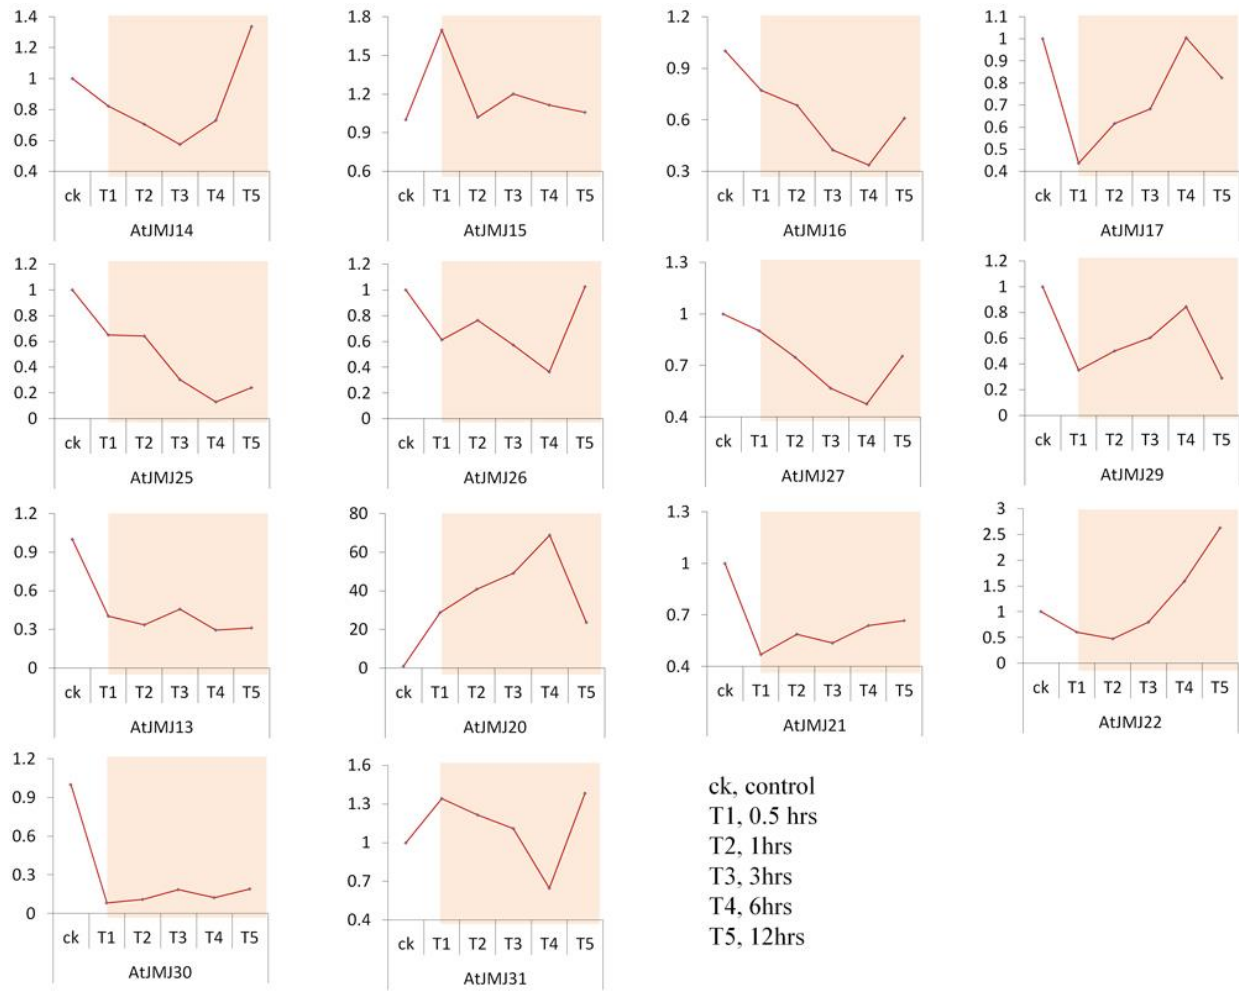 1.4
1.2
1
0.8
0.6
0.4
ck T1 T2 T3 T4 T5
AtJMJ14
1.8
1.5
1.2
0.9
0.6
ck T1 T2 T3 T4 T5
AtJMJ15
1.2
0.9
0.6
0.3
ck T1 T2 T3 T4 T5
AtJMJ16
1.1
1
0.9
0.8
0.7
0.6
0.5
0.4
ck T1 T2 T3 T4 T5
AtJMJ17
1.2
1
0.8
0.6
0.4
0.2
0
ck T1 T2 T3 T4 T5
AtJMJ25
1.2
1
0.8
0.6
0.4
0.2
0
ck T1 T2 T3 T4 T5
AtJMJ26
1.3
1
0.7
0.4
ck T1 T2 T3 T4 T5
AtJMJ27
1.2
1
0.8
0.6
0.4
0.2
0
ck T1 T2 T3 T4 T5
AtJMJ29
1.2
0.9
0.6
0.3
0
ck T1 T2 T3 T4 T5
AtJMJ13
80
60
40
20
0
ck T1 T2 T3 T4 T5
AtJMJ20
1.3
1
0.7
0.4
ck T1 T2 T3 T4 T5
AtJMJ21
3
2.5
2
1.5
1
0.5
0
ck T1 T2 T3 T4 T5
AtJMJ22
1.2
0.9
0.6
0.3
0
ck T1 T2 T3 T4 T5
AtJMJ30
1.6
1.3
1
0.7
0.4
ck T1 T2 T3 T4 T5
AtJMJ31
ck, control
T1, 0.5 hrs
T2, 1hrs
T3, 3hrs
T4, 6hrs
T5, 12hrs